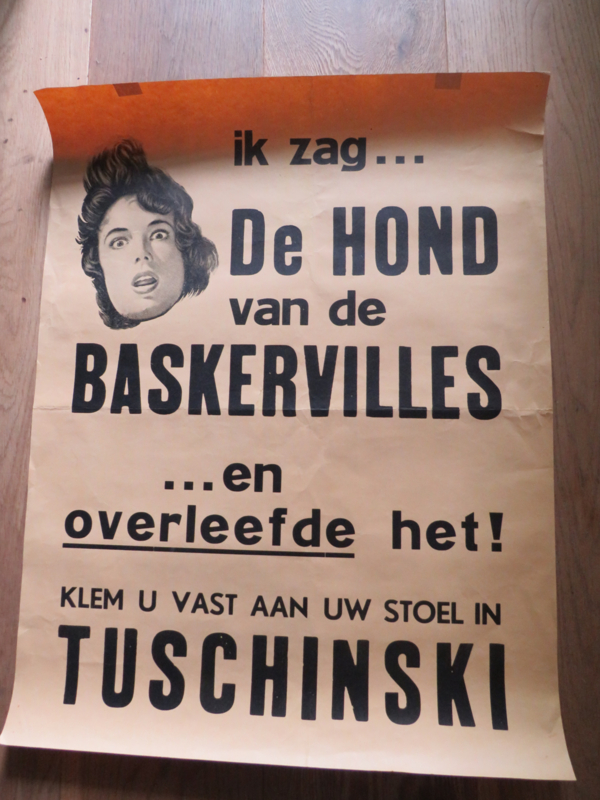 ik zag...
De HOND
van de
BASKERVILLES
...en
overleefde het!
KLEM U VAST AAN UW STOEL IN
TUSCHINSKI